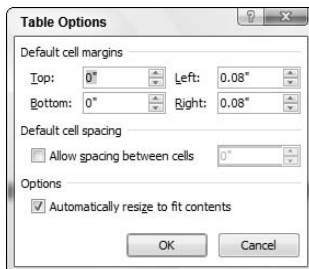 Table Options
Default cell margins
Top: 0" Left: 0.08"
Bottom: 0" Right: 0.08"
Default cell spacing
Allow spacing between cells 0"
Options
Automatically resize to fit contents
OK Cancel